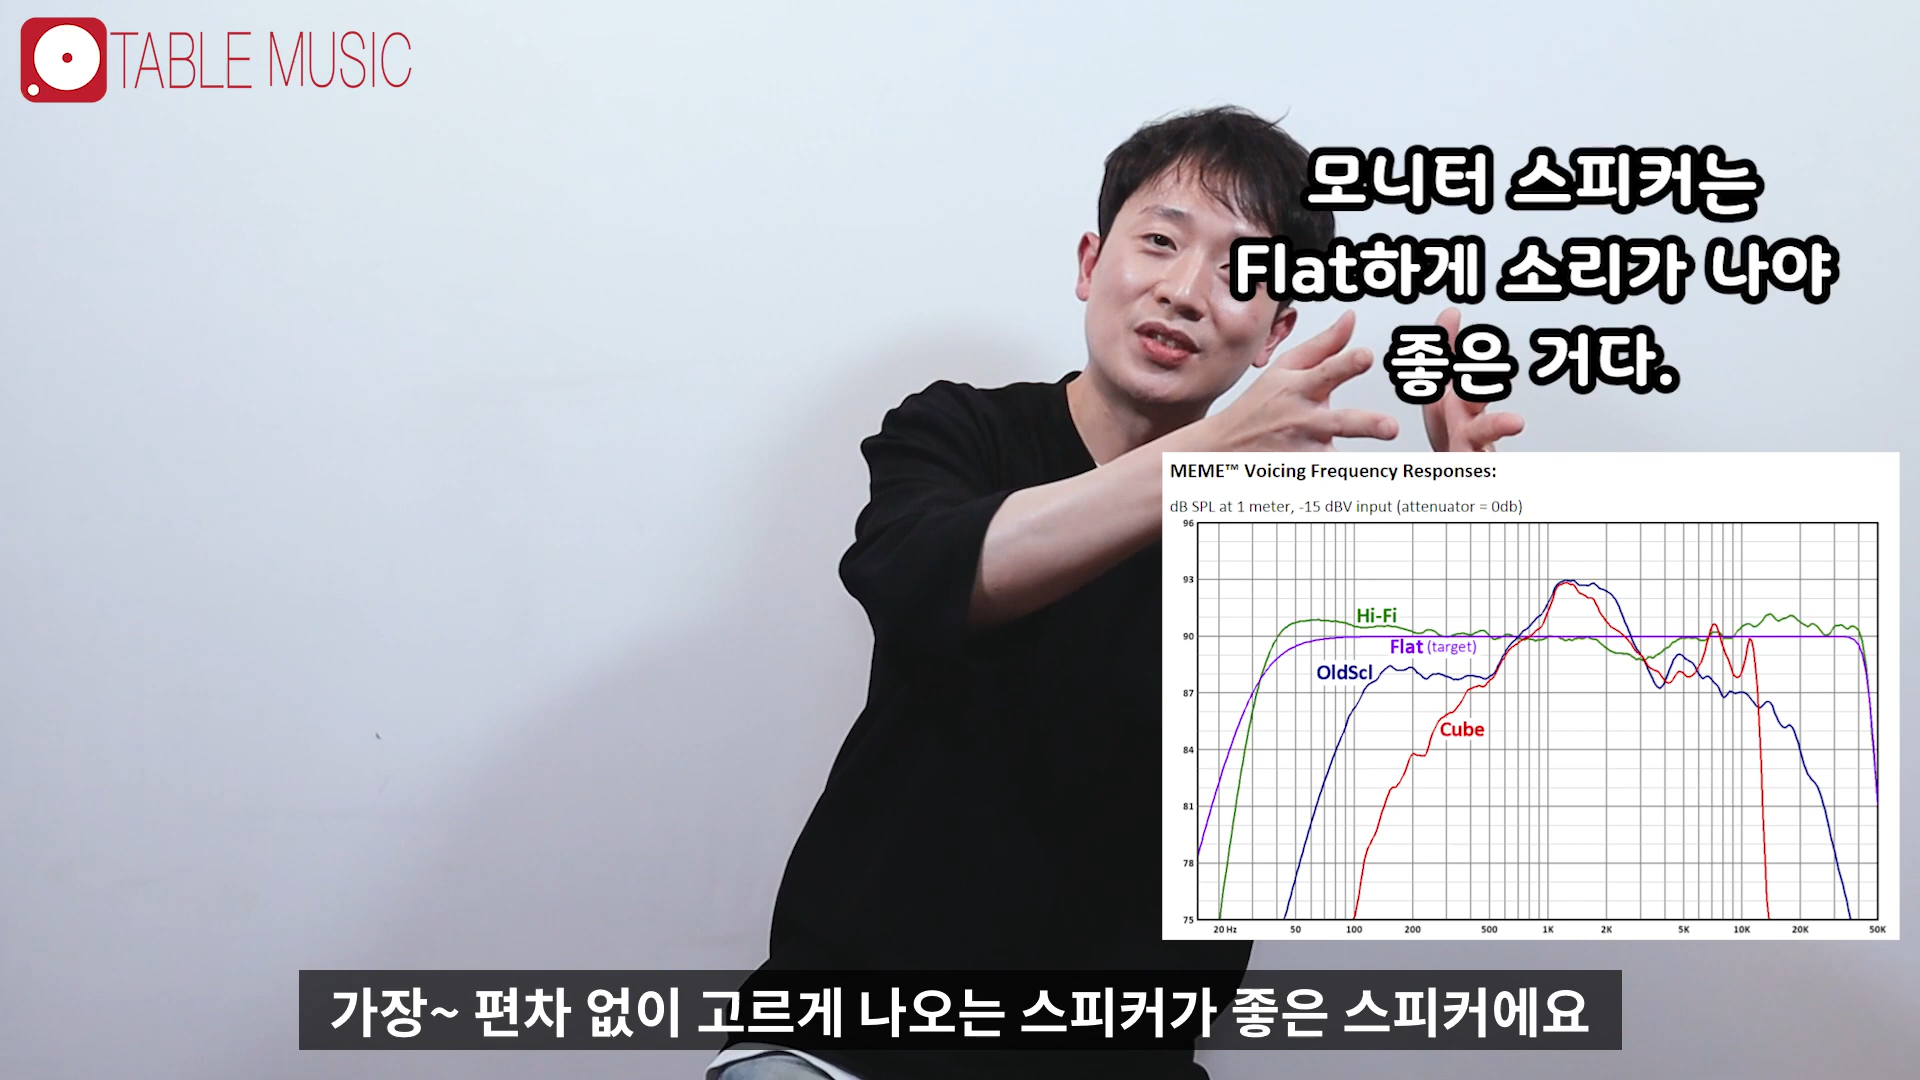 TABLE MUSIC
모니터 스피커는
Flat하게 소리가 나야
좋은 거다.
MEME™ Voicing Frequency Responses:
dB SPL at 1 meter, -15 dBV input (attenuator = 0db)
96
93
90
87
84
81
78
75
Hi-Fi
Flat (target)
OldScl
Cube
20 Hz 50 100 200 500 1K 2K 5K 10K 20K 50K
가장~ 편차 없이 고르게 나오는 스피커가 좋은 스피커에요